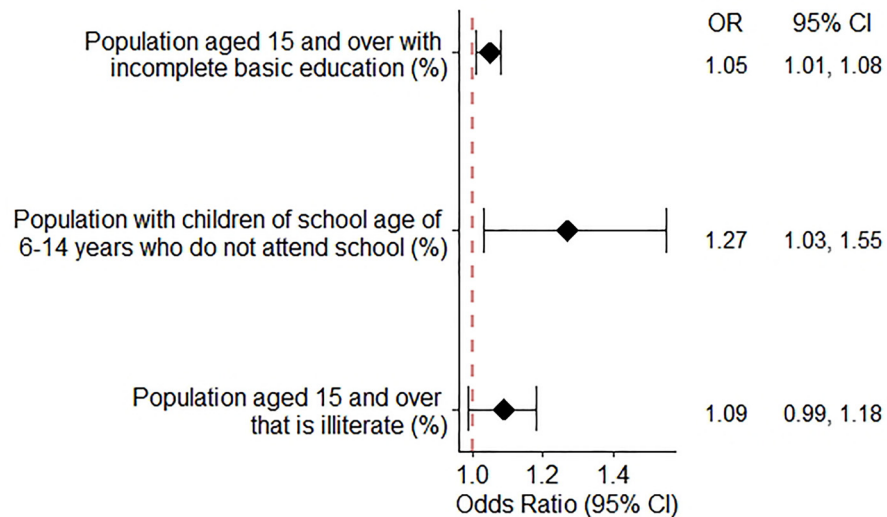 OR 95% CI
Population aged 15 and over with
incomplete basic education (%)
1.05 1.01, 1.08
Population with children of school age of
6-14 years who do not attend school (%)
1.27 1.03, 1.55
Population aged 15 and over
that is illiterate (%)
1.09 0.99, 1.18
1.0 1.2 1.4
Odds Ratio (95% CI)